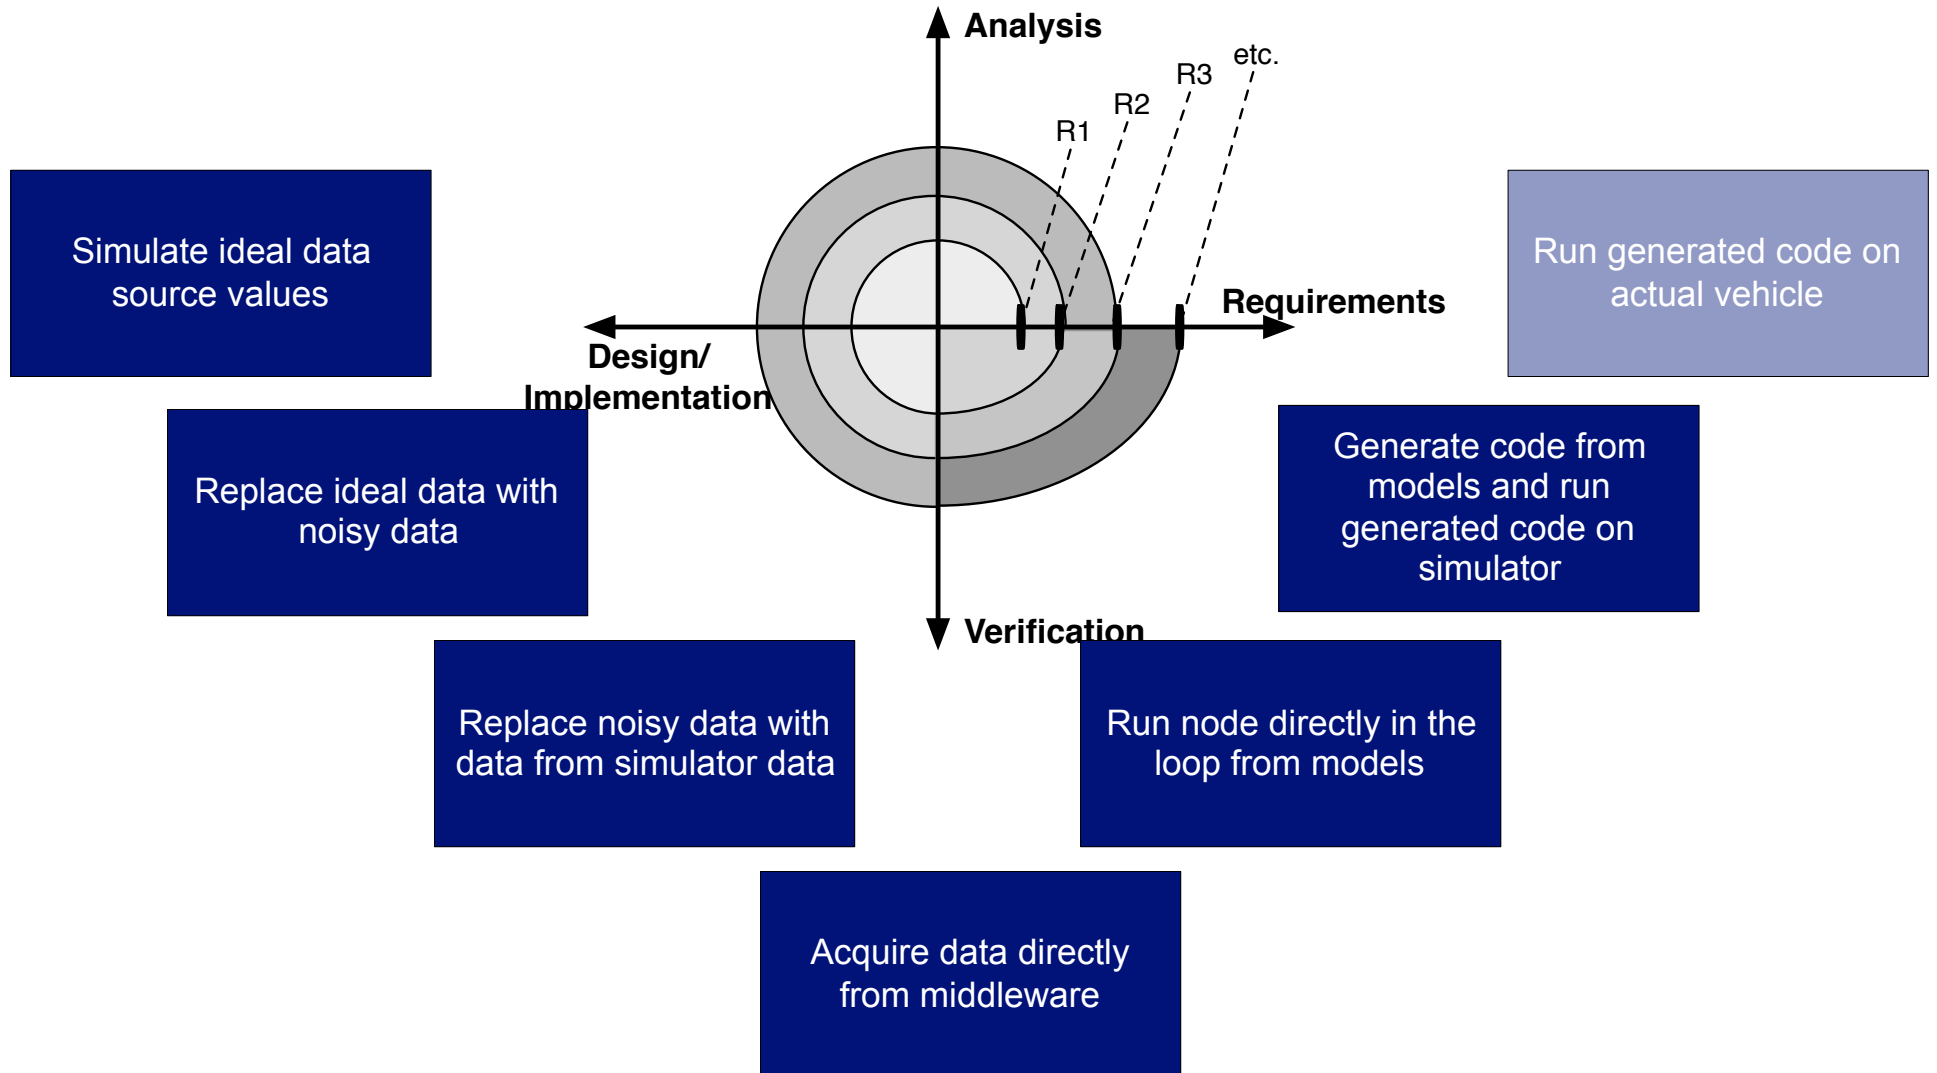 Analysis
etc.
R3
R2
R1
Requirements
Design/
Implementation
Verification
Simulate ideal data
source values
Replace ideal data with
noisy data
Replace noisy data with
data from simulator data
Acquire data directly
from middleware
Run node directly in the
loop from models
Generate code from
models and run
generated code on
simulator
Run generated code on
actual vehicle